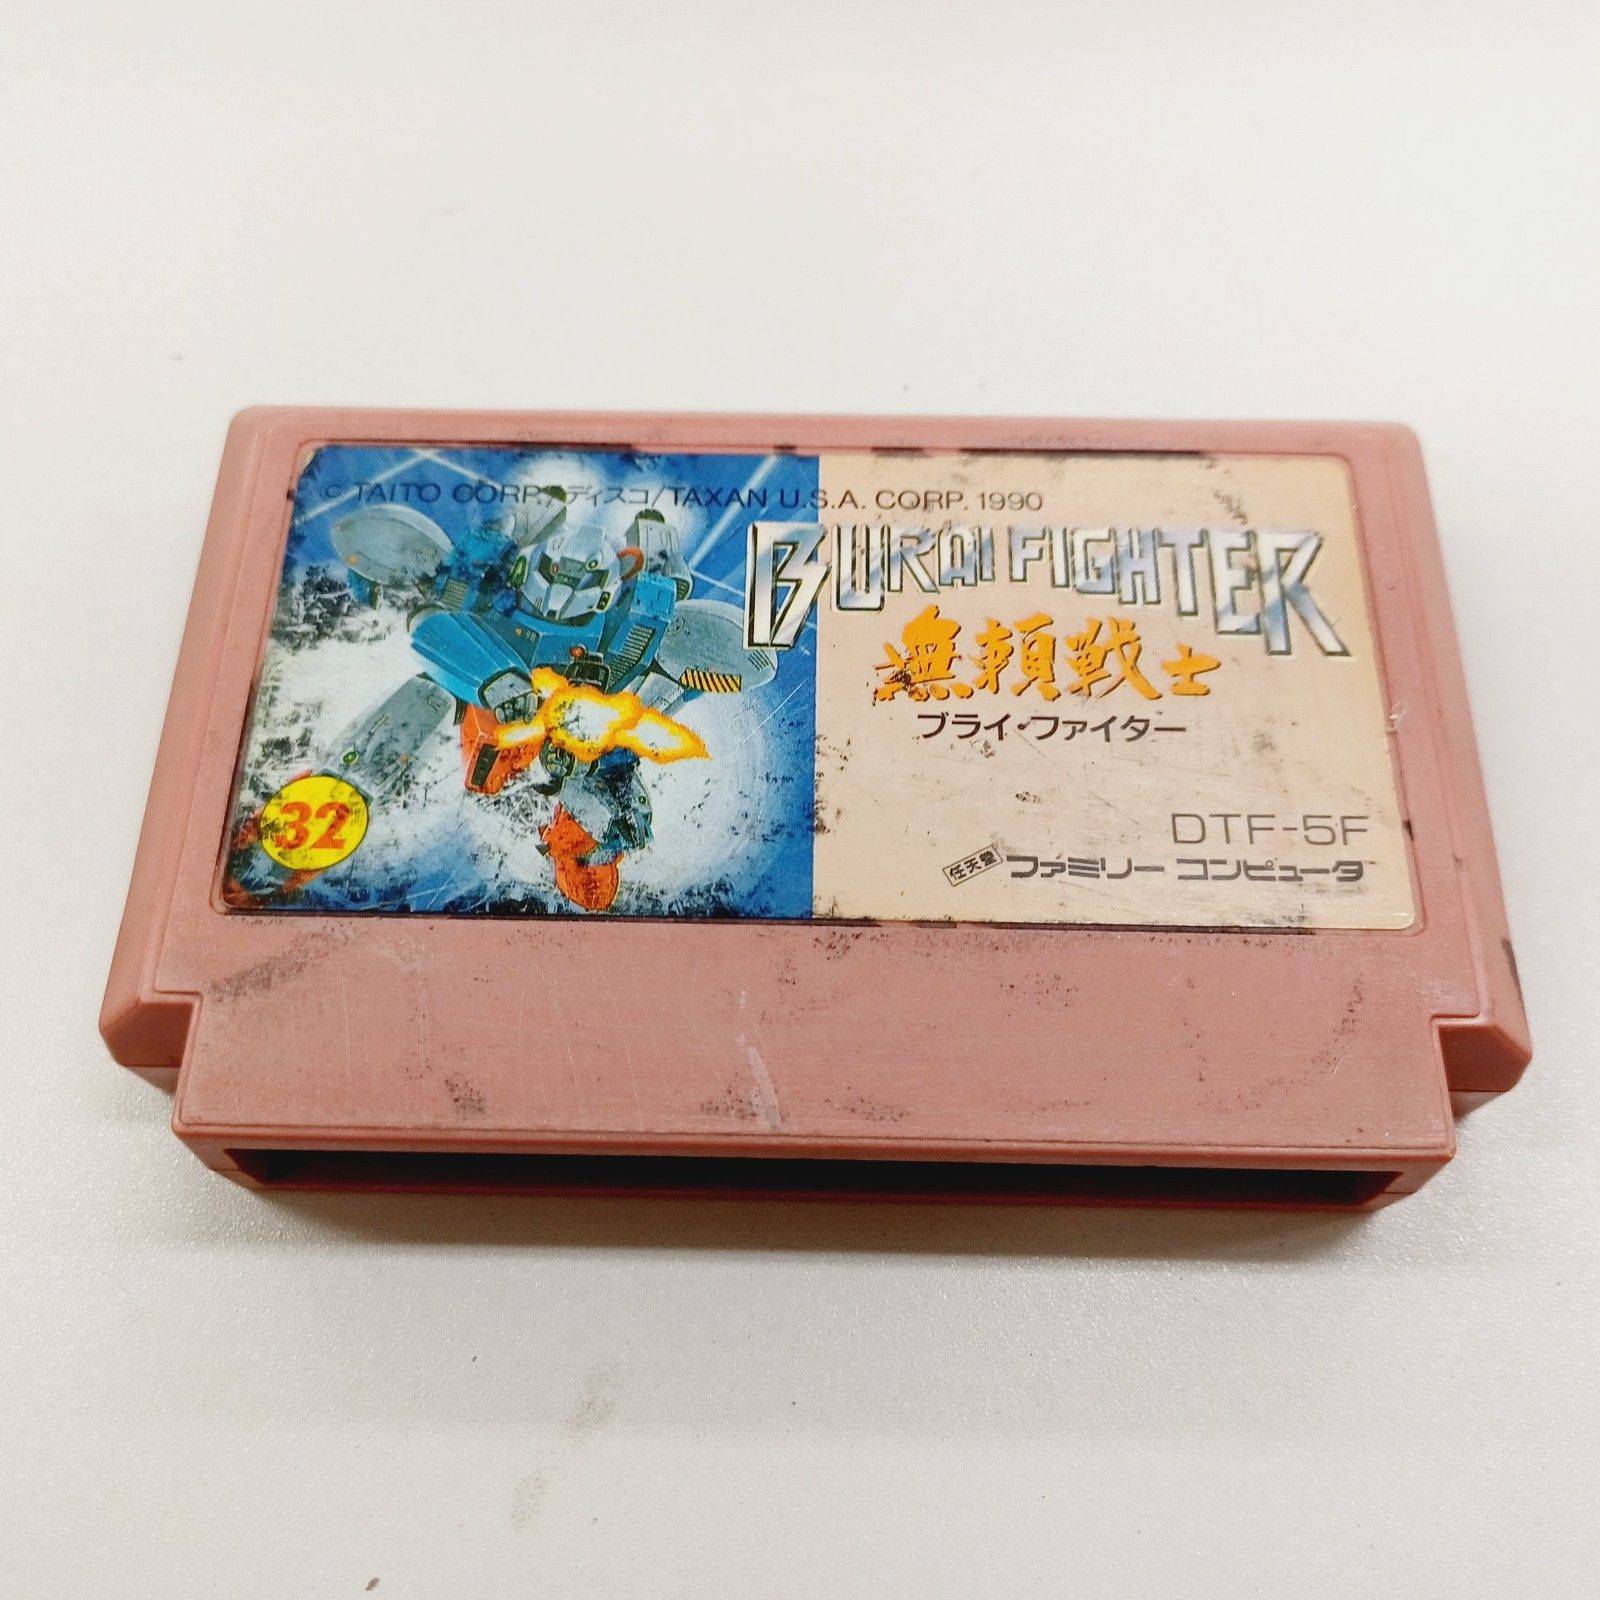 © TAITO CORP./ディスコ/TAXAN U.S.A. CORP. 1990
BURAI FIGHTER
無頼戦士
ブライ・ファイター
32
DTF-5F
任天堂 ファミリー コンピュータ